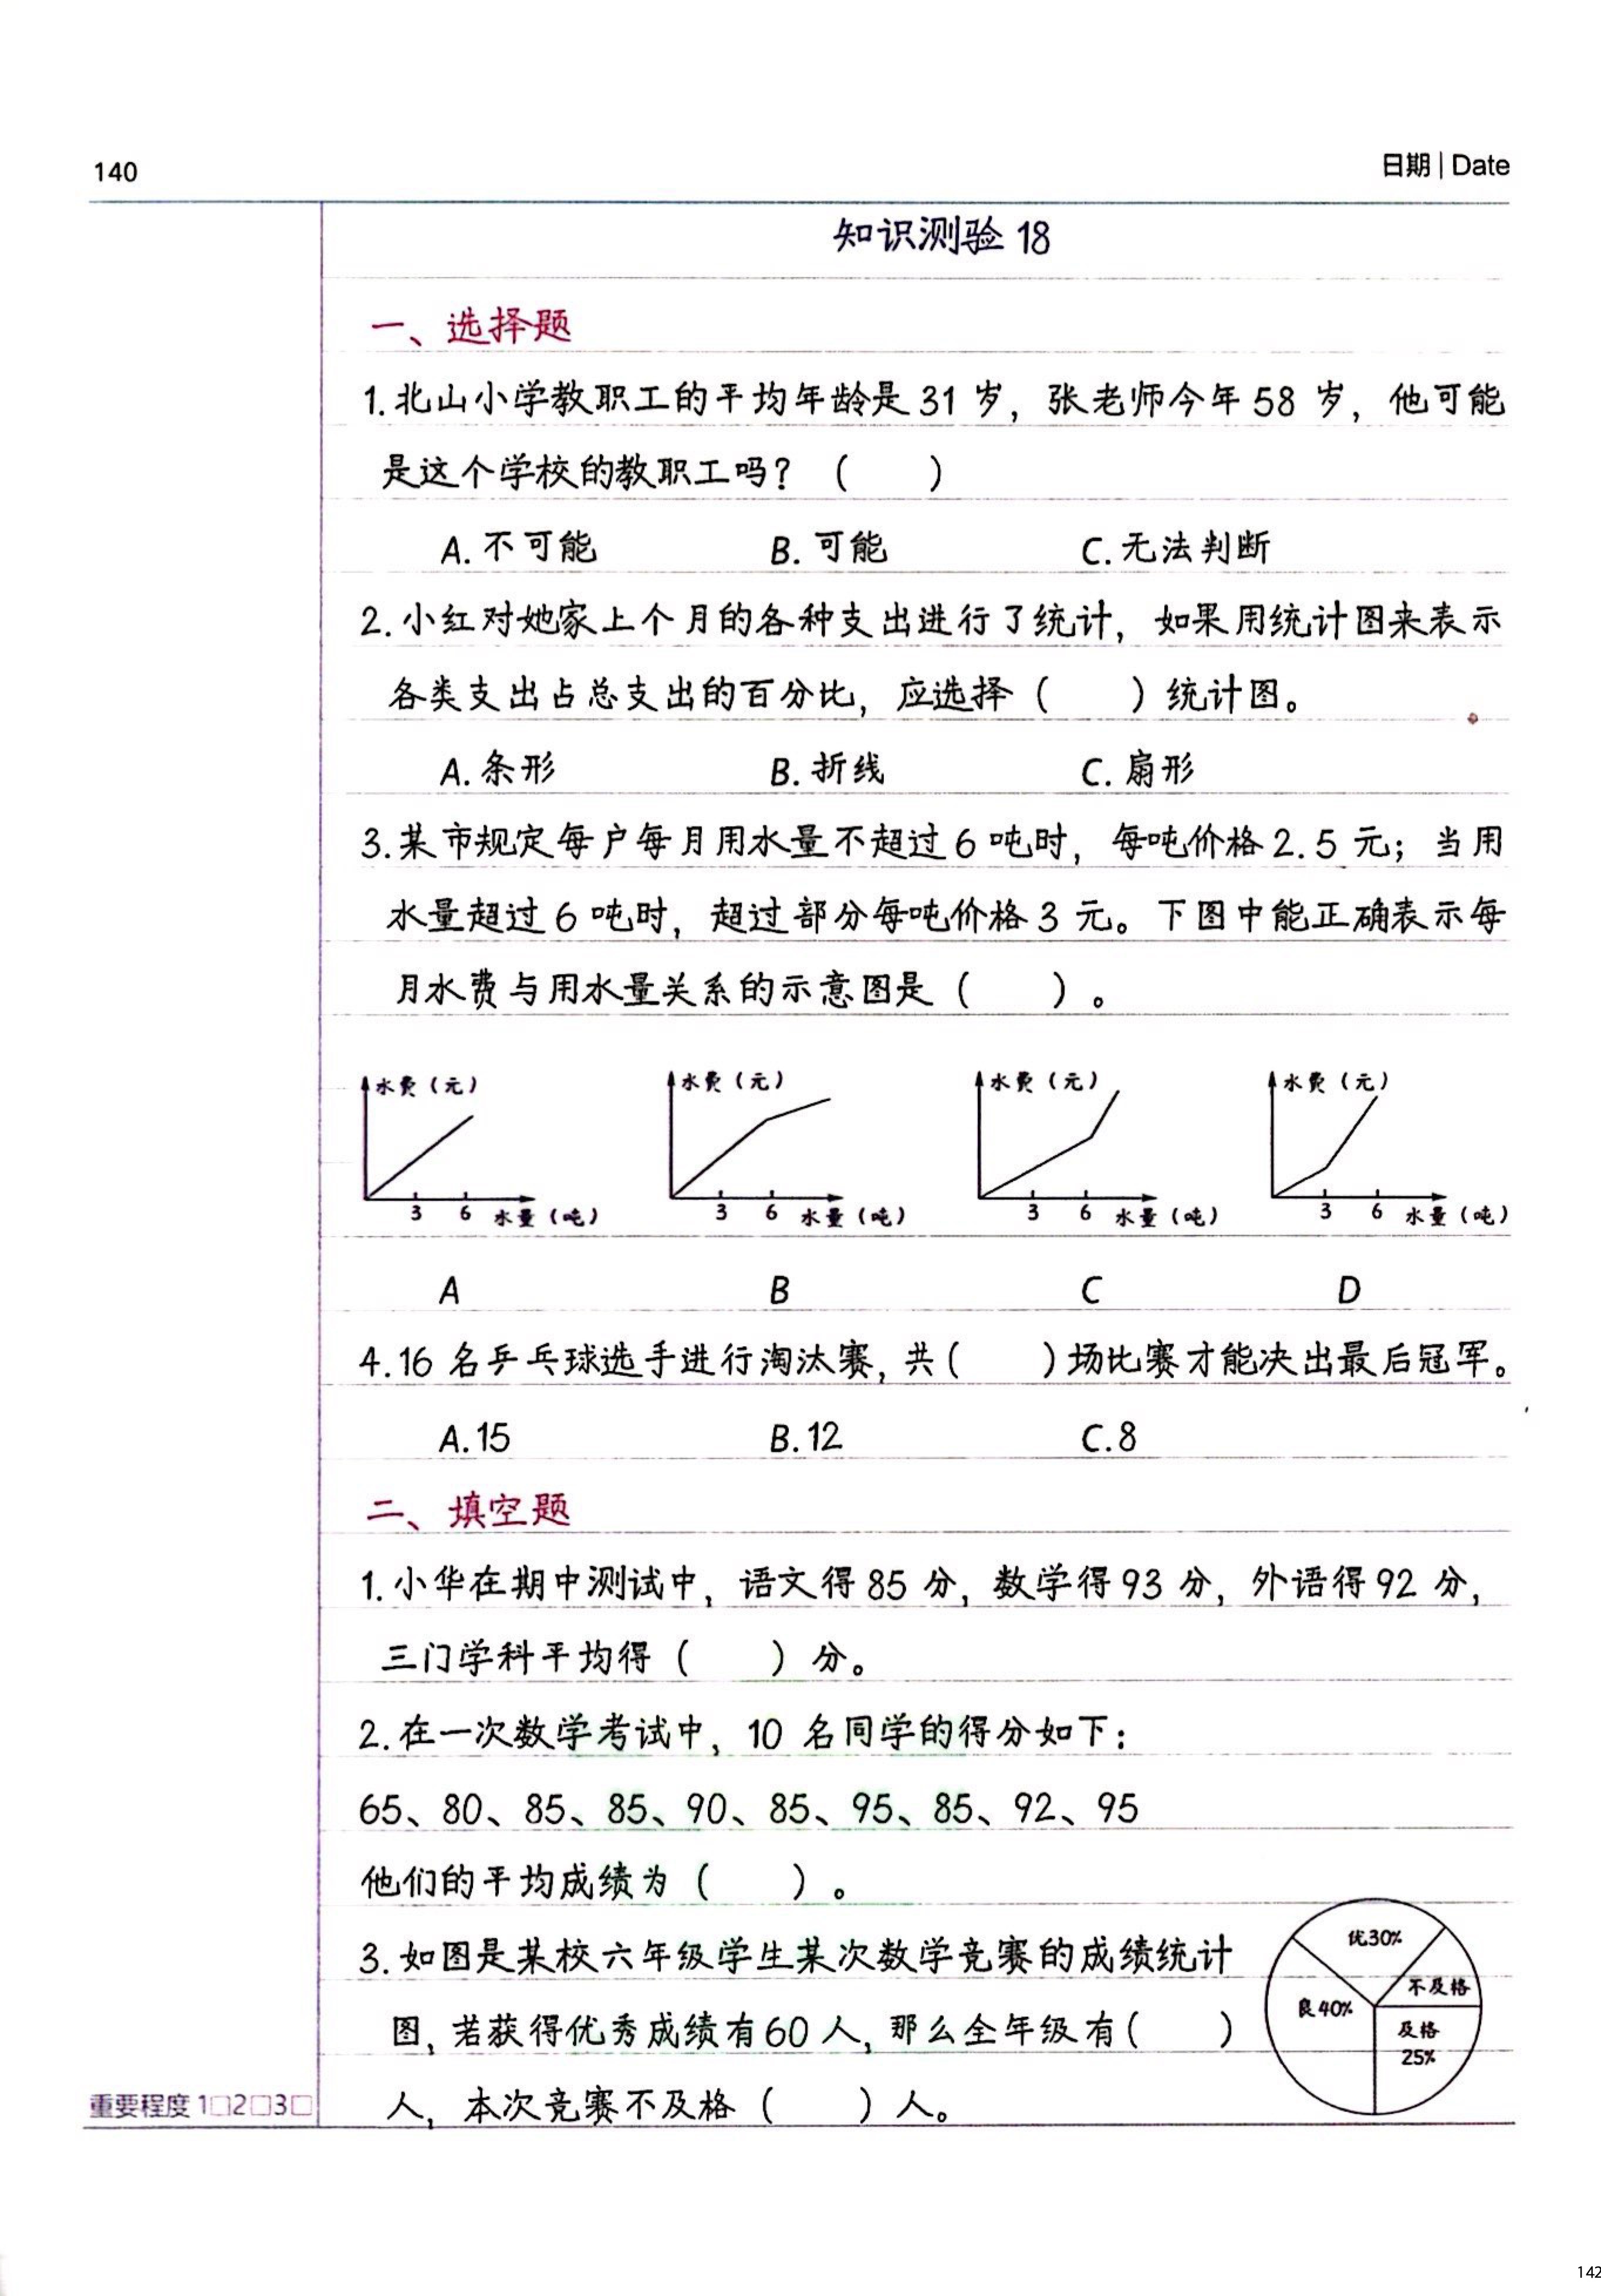 140
日期 | Date
知识测验 18
一、选择题
1.北山小学教职工的平均年龄是31岁，张老师今年58岁，他可能
是这个学校的教职工吗？（　　）
A.不可能　　B.可能　　C.无法判断
2.小红对她家上个月的各种支出进行了统计，如果用统计图来表示
各类支出占总支出的百分比，应选择（　　）统计图。
A.条形　　B.折线　　C.扇形
3.某市规定每户每月用水量不超过6吨时，每吨价格2.5元；当用
水量超过6吨时，超过部分每吨价格3元。下图中能正确表示每
月水费与用水量关系的示意图是（　　）。
水费（元）　水费（元）　水费（元）　水费（元）
3　6　水量（吨）　3　6　水量（吨）　3　6　水量（吨）　3　6　水量（吨）
A　　B　　C　　D
4.16名乒乓球选手进行淘汰赛，共（　　）场比赛才能决出最后冠军。
A.15　　B.12　　C.8
二、填空题
1.小华在期中测试中，语文得85分，数学得93分，外语得92分，
三门学科平均得（　　）分。
2.在一次数学考试中，10名同学的得分如下：
65、80、85、85、90、85、95、85、92、95
他们的平均成绩为（　　）。
3.如图是某校六年级学生某次数学竞赛的成绩统计
图，若获得优秀成绩有60人，那么全年级有（　　）
人，本次竞赛不及格（　　）人。
优30%
不及格
良40%
及格
25%
重要程度 1□2□3□
142